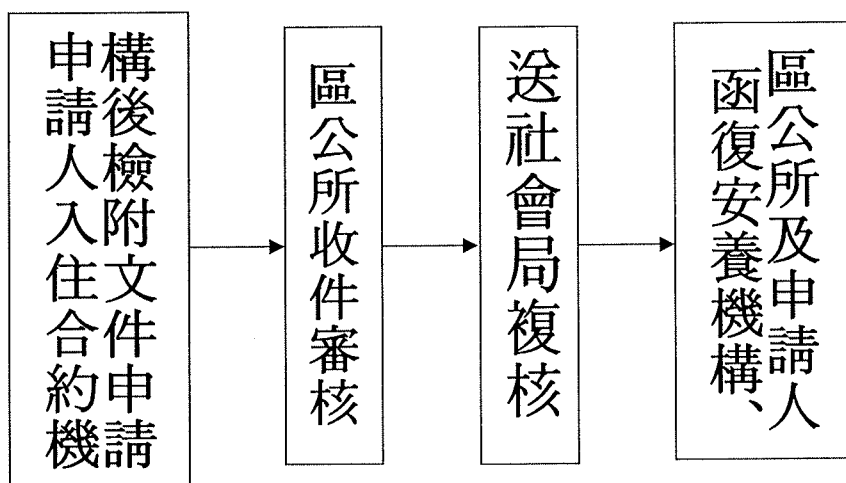 申請人入住合約機
構後檢附文件申請
區公所收件審核
送社會局複核
函復安養機構、
區公所及申請人